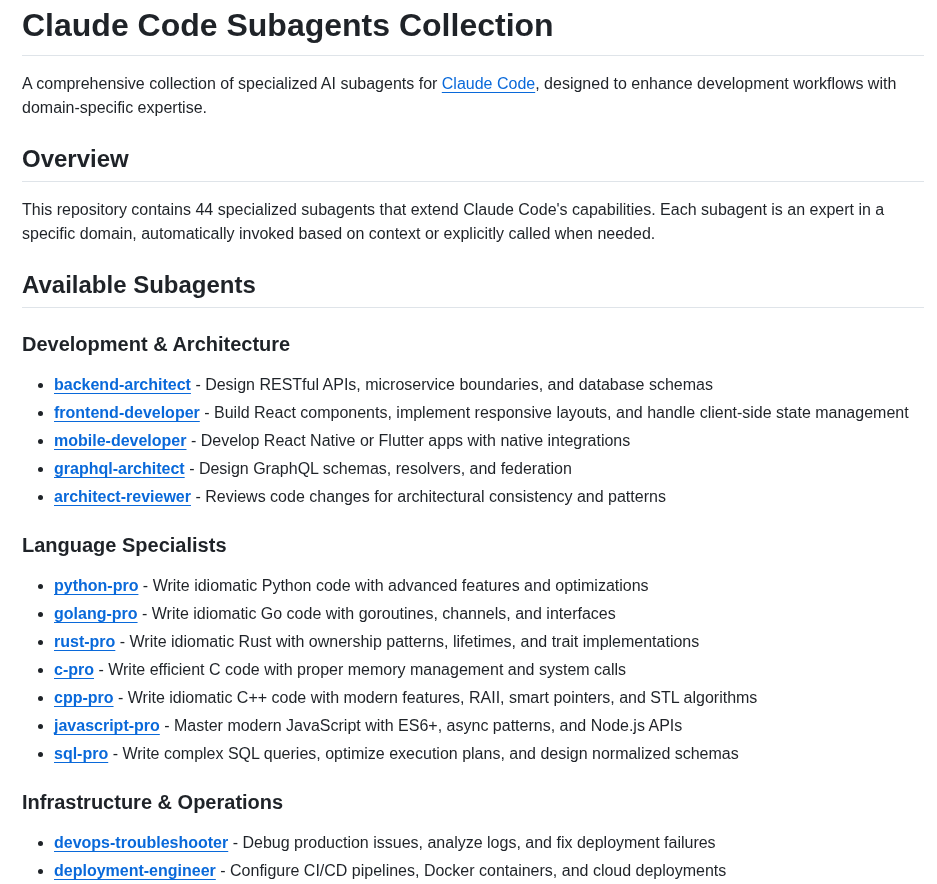 Claude Code Subagents Collection
A comprehensive collection of specialized AI subagents for Claude Code, designed to enhance development workflows with
domain-specific expertise.
Overview
This repository contains 44 specialized subagents that extend Claude Code's capabilities. Each subagent is an expert in a
specific domain, automatically invoked based on context or explicitly called when needed.
Available Subagents
Development & Architecture
• backend-architect - Design RESTful APIs, microservice boundaries, and database schemas
• frontend-developer - Build React components, implement responsive layouts, and handle client-side state management
• mobile-developer - Develop React Native or Flutter apps with native integrations
• graphql-architect - Design GraphQL schemas, resolvers, and federation
• architect-reviewer - Reviews code changes for architectural consistency and patterns
Language Specialists
• python-pro - Write idiomatic Python code with advanced features and optimizations
• golang-pro - Write idiomatic Go code with goroutines, channels, and interfaces
• rust-pro - Write idiomatic Rust with ownership patterns, lifetimes, and trait implementations
• c-pro - Write efficient C code with proper memory management and system calls
• cpp-pro - Write idiomatic C++ code with modern features, RAII, smart pointers, and STL algorithms
• javascript-pro - Master modern JavaScript with ES6+, async patterns, and Node.js APIs
• sql-pro - Write complex SQL queries, optimize execution plans, and design normalized schemas
Infrastructure & Operations
• devops-troubleshooter - Debug production issues, analyze logs, and fix deployment failures
• deployment-engineer - Configure CI/CD pipelines, Docker containers, and cloud deployments